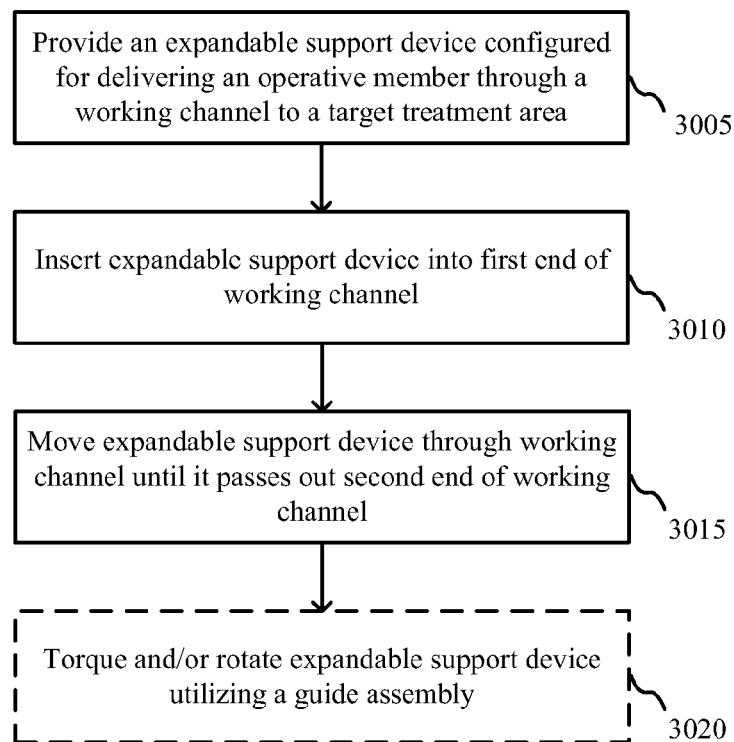 Provide an expandable support device configured
for delivering an operative member through a
working channel to a target treatment area
3005
Insert expandable support device into first end of
working channel
3010
Move expandable support device through working
channel until it passes out second end of working
channel
3015
Torque and/or rotate expandable support device
utilizing a guide assembly
3020